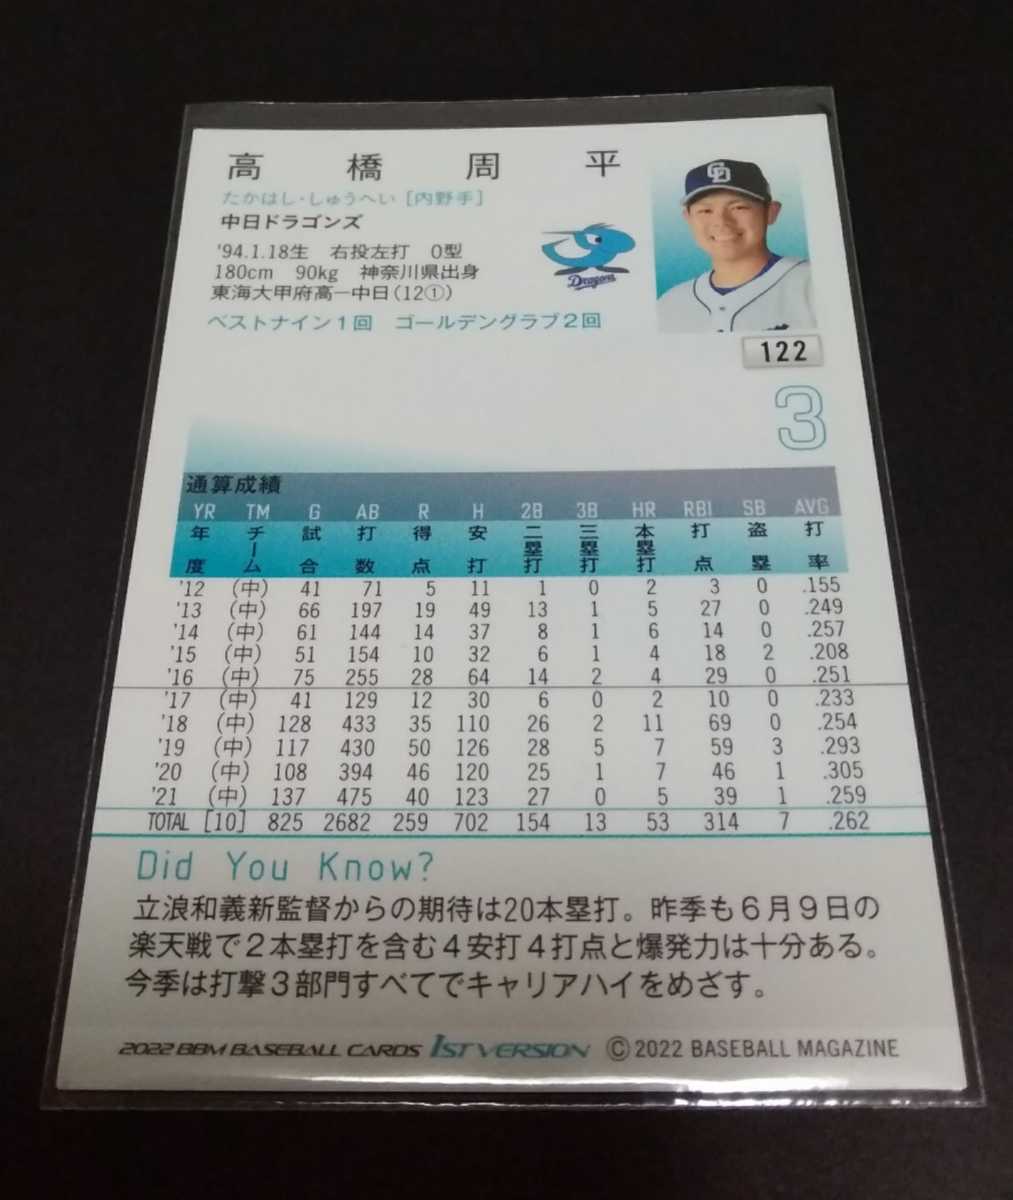 高橋周平
たかはし・しゅうへい [内野手]
中日ドラゴンズ
'94.1.18生 右投左打 O型
180cm 90kg 神奈川県出身
東海大甲府高ー中日(12①)
ベストナイン1回 ゴールデングラブ2回
CD
Dragons
122
3
通算成績
YR TM G AB R H 2B 3B HR RBI SB AVG
年度 チーム 試合 打数 得点 安打 二塁打 三塁打 本塁打 打点 盗塁 打率
'12 (中) 41 71 5 11 1 0 2 3 0 .155
'13 (中) 66 197 19 49 13 1 5 27 0 .249
'14 (中) 61 144 14 37 8 1 6 14 0 .257
'15 (中) 51 154 10 32 6 1 4 18 2 .208
'16 (中) 75 255 28 64 14 2 4 29 0 .251
'17 (中) 41 129 12 30 6 0 2 10 0 .233
'18 (中) 128 433 35 110 26 2 11 69 0 .254
'19 (中) 117 430 50 126 28 5 7 59 3 .293
'20 (中) 108 394 46 120 25 1 7 46 1 .305
'21 (中) 137 475 40 123 27 0 5 39 1 .259
TOTAL [10] 825 2682 259 702 154 13 53 314 7 .262
Did You Know?
立浪和義新監督からの期待は20本塁打。昨季も6月9日の
楽天戦で2本塁打を含む4安打4打点と爆発力は十分ある。
今季は打撃3部門すべてでキャリアハイをめざす。
2022 BBM BASEBALL CARDS 1ST VERSION © 2022 BASEBALL MAGAZINE